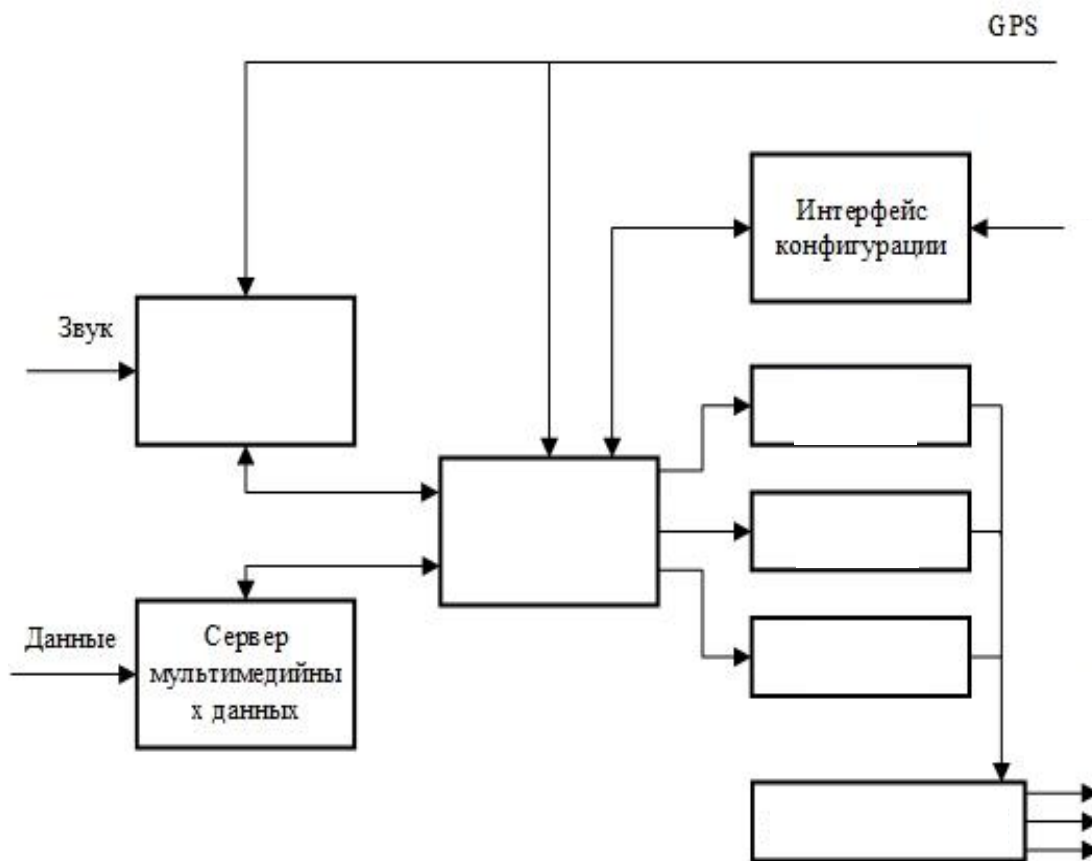 GPS
Интерфейс
конфигурации
Звук
Данные
Сервер
мультимедийны
х данных